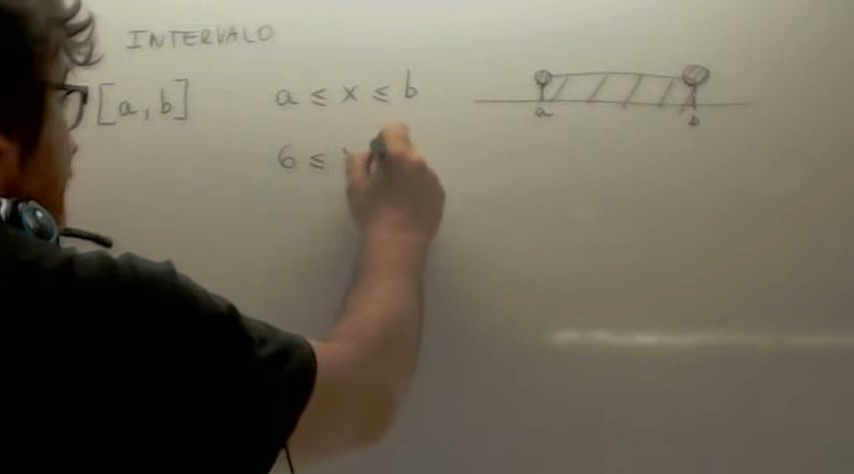 INTERVALO
[a, b] a ≤ x ≤ b
a b
6 ≤